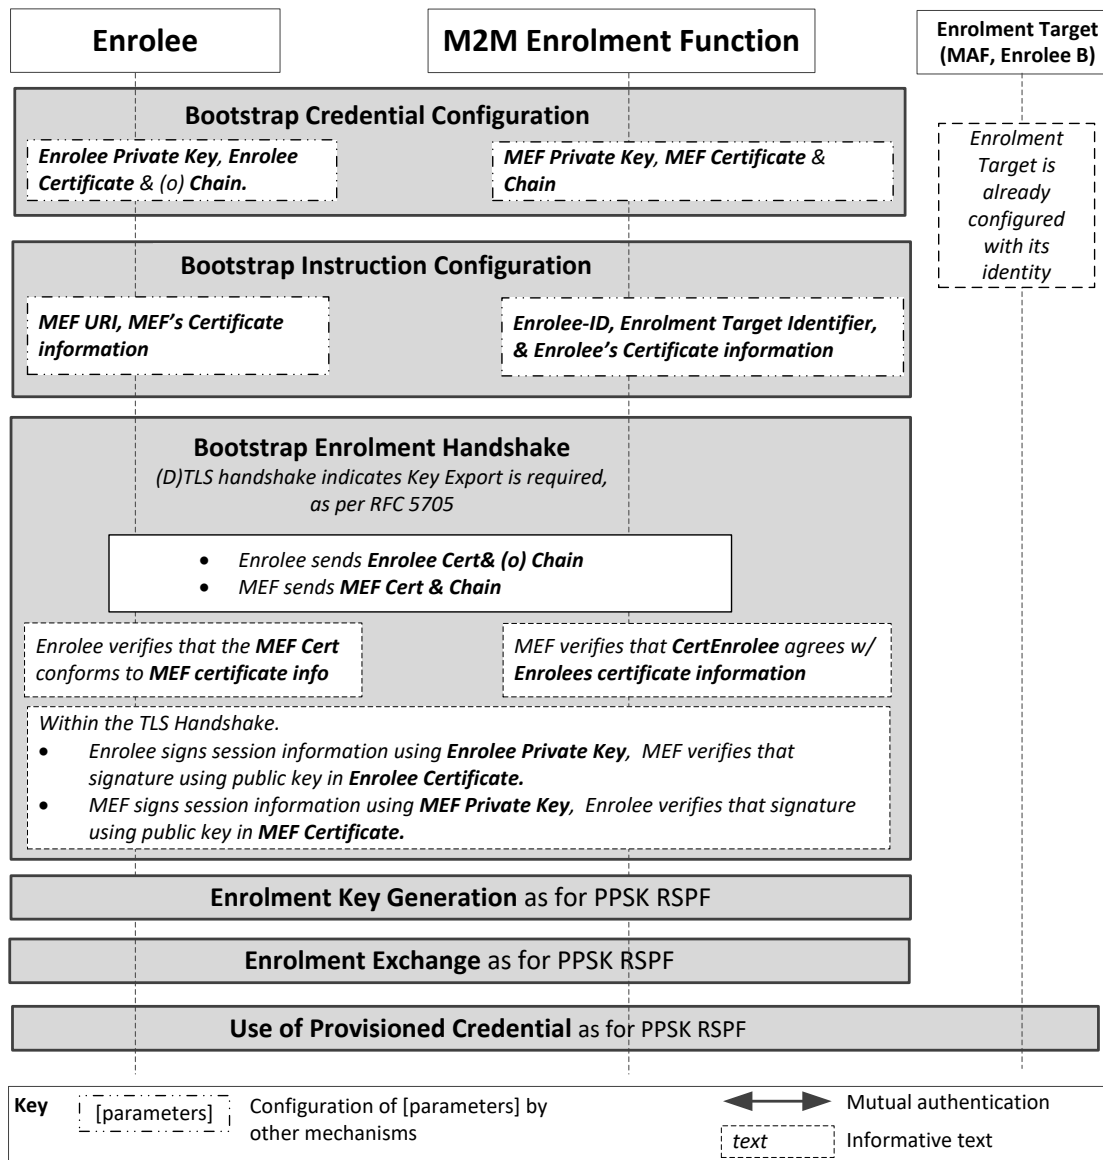 Enrolee
M2M Enrolment Function
Enrolment Target
(MAF, Enrolee B)
Bootstrap Credential Configuration
Enrolee Private Key, Enrolee
Certificate & (o) Chain.
MEF Private Key, MEF Certificate &
Chain
Enrolment
Target is
already
configured
with its
identity
Bootstrap Instruction Configuration
MEF URI, MEF's Certificate
information
Enrolee-ID, Enrolment Target Identifier,
& Enrolee's Certificate information
Bootstrap Enrolment Handshake
(D)TLS handshake indicates Key Export is required,
as per RFC 5705
• Enrolee sends Enrolee Cert& (o) Chain
• MEF sends MEF Cert & Chain
Enrolee verifies that the MEF Cert
conforms to MEF certificate info
MEF verifies that CertEnrolee agrees w/
Enrolees certificate information
Within the TLS Handshake.
• Enrolee signs session information using Enrolee Private Key, MEF verifies that
signature using public key in Enrolee Certificate.
• MEF signs session information using MEF Private Key, Enrolee verifies that signature
using public key in MEF Certificate.
Enrolment Key Generation as for PPSK RSPF
Enrolment Exchange as for PPSK RSPF
Use of Provisioned Credential as for PPSK RSPF
Key
[parameters]
Configuration of [parameters] by
other mechanisms
Mutual authentication
text
Informative text